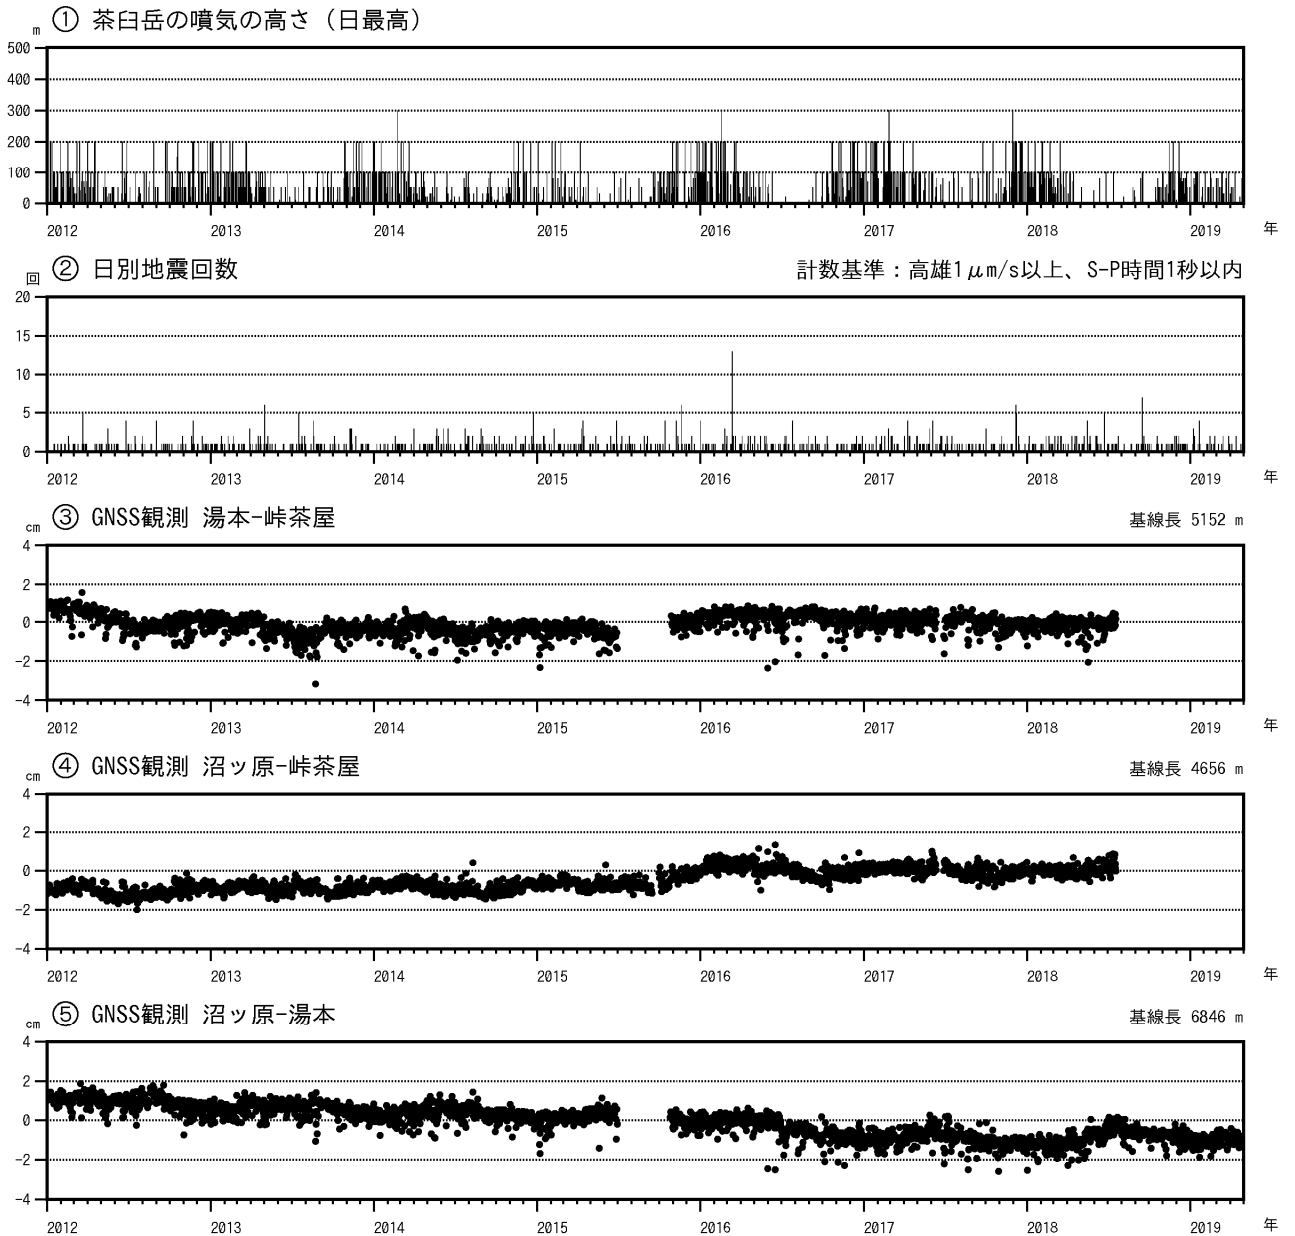 ① 茶臼岳の噴気の高さ（日最高）
m
500
400
300
200
100
0
2012 2013 2014 2015 2016 2017 2018 2019 年
② 日別地震回数 計数基準：高雄1μm/s以上、S-P時間1秒以内
回
20
15
10
5
0
2012 2013 2014 2015 2016 2017 2018 2019 年
③ GNSS観測 湯本-峠茶屋 基線長 5152 m
cm
4
2
0
-2
-4
2012 2013 2014 2015 2016 2017 2018 2019 年
④ GNSS観測 沼ッ原-峠茶屋 基線長 4656 m
cm
4
2
0
-2
-4
2012 2013 2014 2015 2016 2017 2018 2019 年
⑤ GNSS観測 沼ッ原-湯本 基線長 6846 m
cm
4
2
0
-2
-4
2012 2013 2014 2015 2016 2017 2018 2019 年